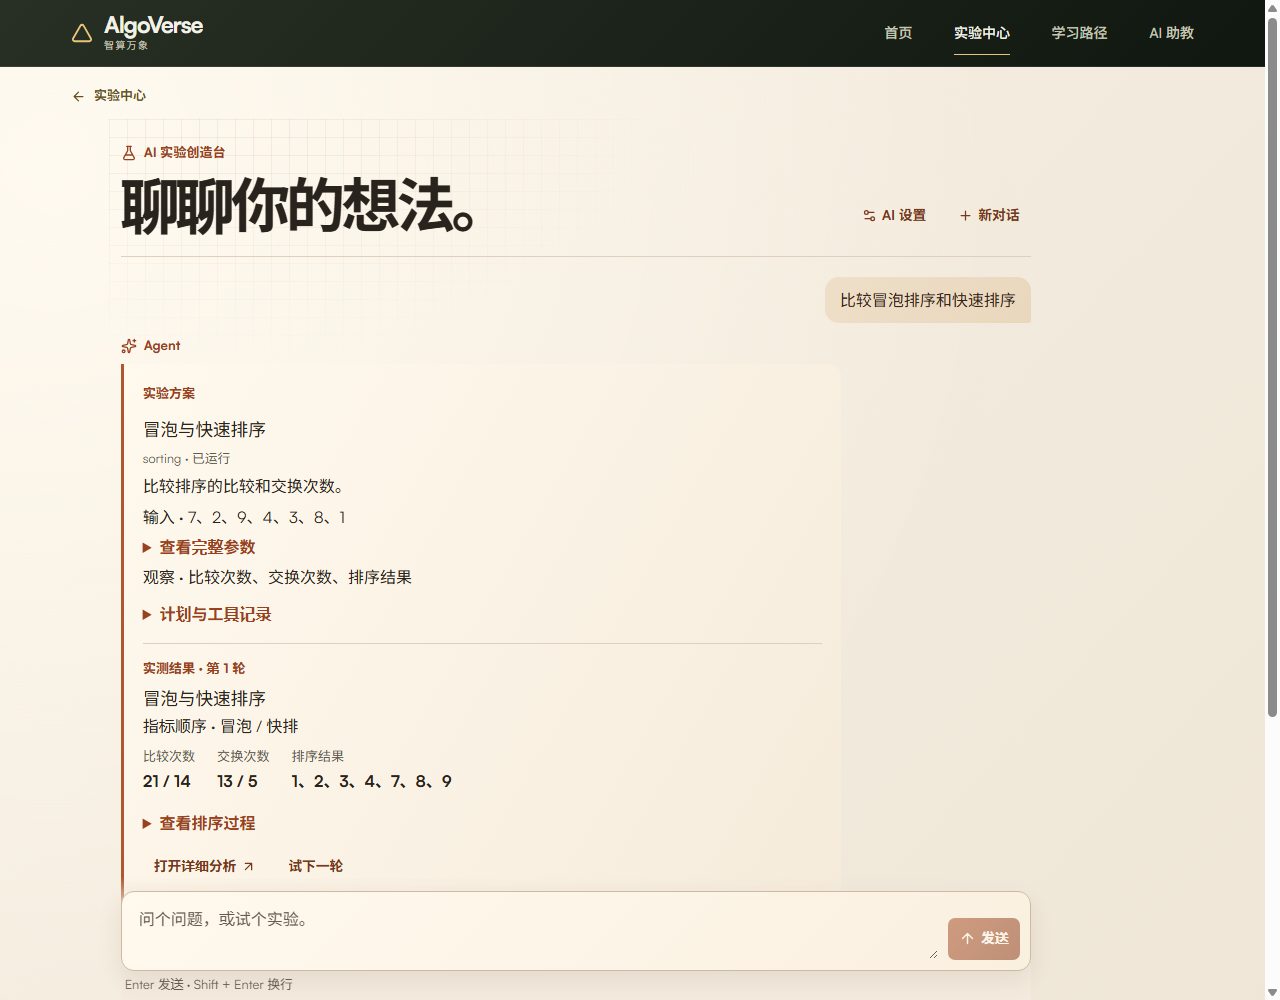 AlgoVerse
智算万象
首页 实验中心 学习路径 AI 助教
实验中心
AI 实验创造台
聊聊你的想法。
AI 设置 新对话
比较冒泡排序和快速排序
Agent
实验方案
冒泡与快速排序
sorting · 已运行
比较排序的比较和交换次数。
输入 · 7、2、9、4、3、8、1
查看完整参数
观察 · 比较次数、交换次数、排序结果
计划与工具记录
实测结果 · 第 1 轮
冒泡与快速排序
指标顺序 · 冒泡 / 快排
比较次数 交换次数 排序结果
21 / 14 13 / 5 1、2、3、4、7、8、9
查看排序过程
打开详细分析 试下一轮
问个问题，或试个实验。
发送
Enter 发送 · Shift + Enter 换行